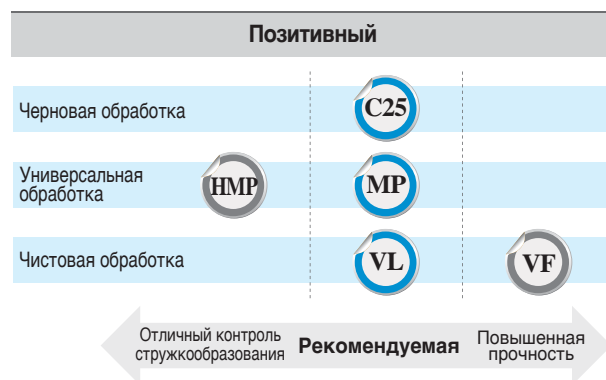 Позитивный
Черновая обработка
C25
Универсальная
обработка
HMP
MP
Чистовая обработка
VL
VF
Отличный контроль
стружкообразования
Рекомендуемая
Повышенная
прочность